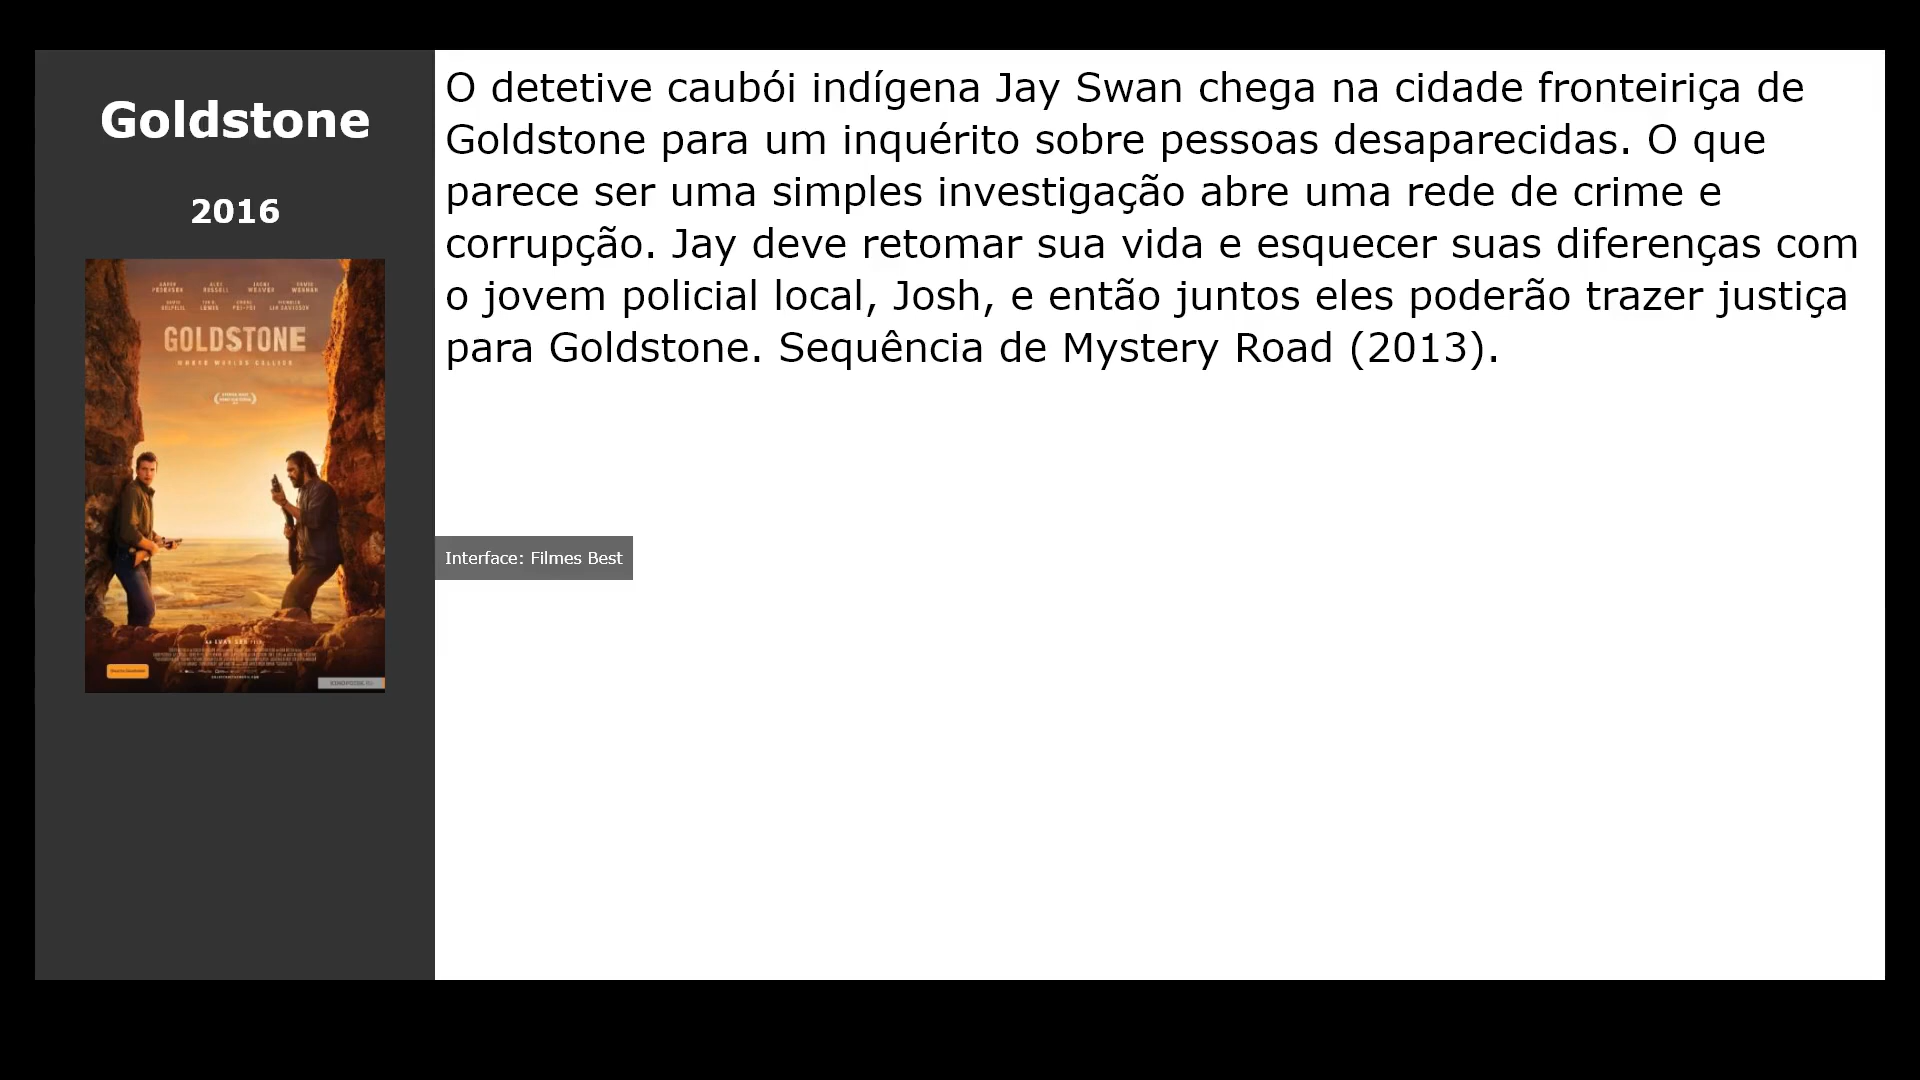 Goldstone
2016
GOLDSTONE
WHERE WORLDS COLLIDE
O detetive caubói indígena Jay Swan chega na cidade fronteiriça de
Goldstone para um inquérito sobre pessoas desaparecidas. O que
parece ser uma simples investigação abre uma rede de crime e
corrupção. Jay deve retomar sua vida e esquecer suas diferenças com
o jovem policial local, Josh, e então juntos eles poderão trazer justiça
para Goldstone. Sequência de Mystery Road (2013).
Interface: Filmes Best